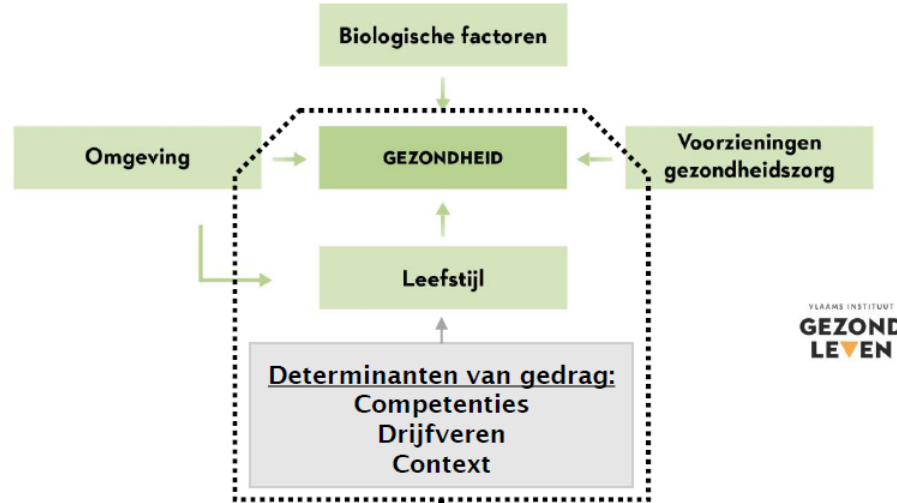 Biologische factoren
Omgeving
GEZONDHEID
Voorzieningen
gezondheidszorg
Leefstijl
VLAAMS INSTITUUT
GEZOND
LEVEN
Determinanten van gedrag:
Competenties
Drijfveren
Context